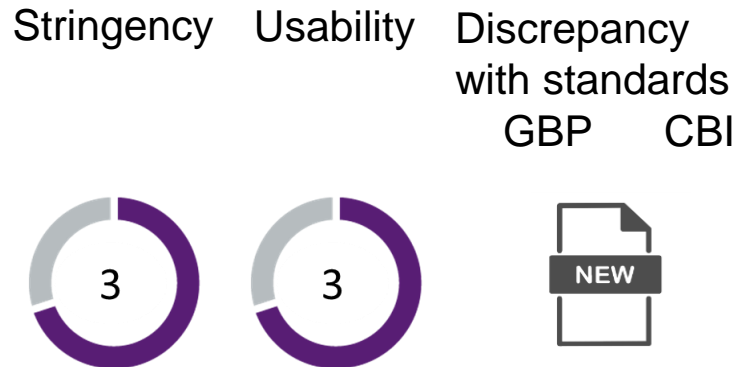 Stringency Usability Discrepancy
with standards
GBP CBI
3 3 NEW